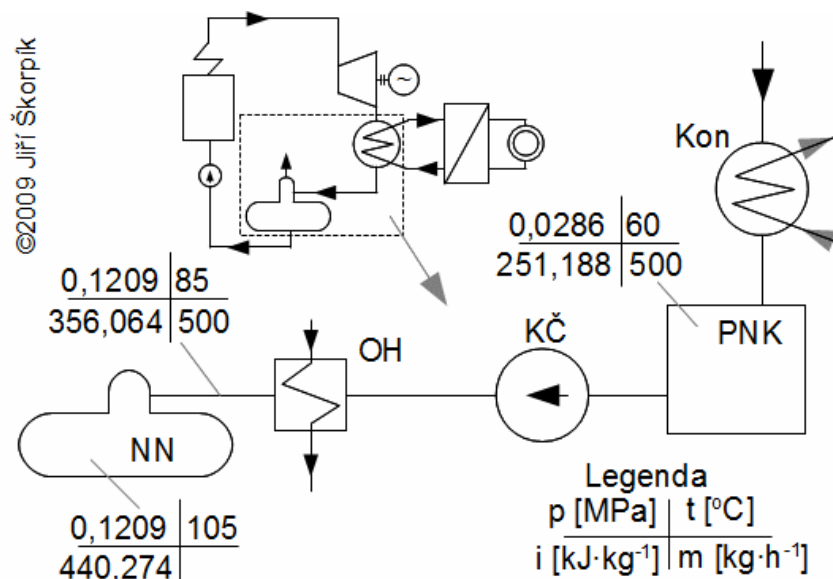 ©2009 Jiří Škorpík
~
Kon
0,0286 60
251,188 500
0,1209 85
356,064 500
OH
KČ
PNK
NN
0,1209 105
440,274
Legenda
p [MPa] t [°C]
i [kJ·kg⁻¹] m [kg·h⁻¹]